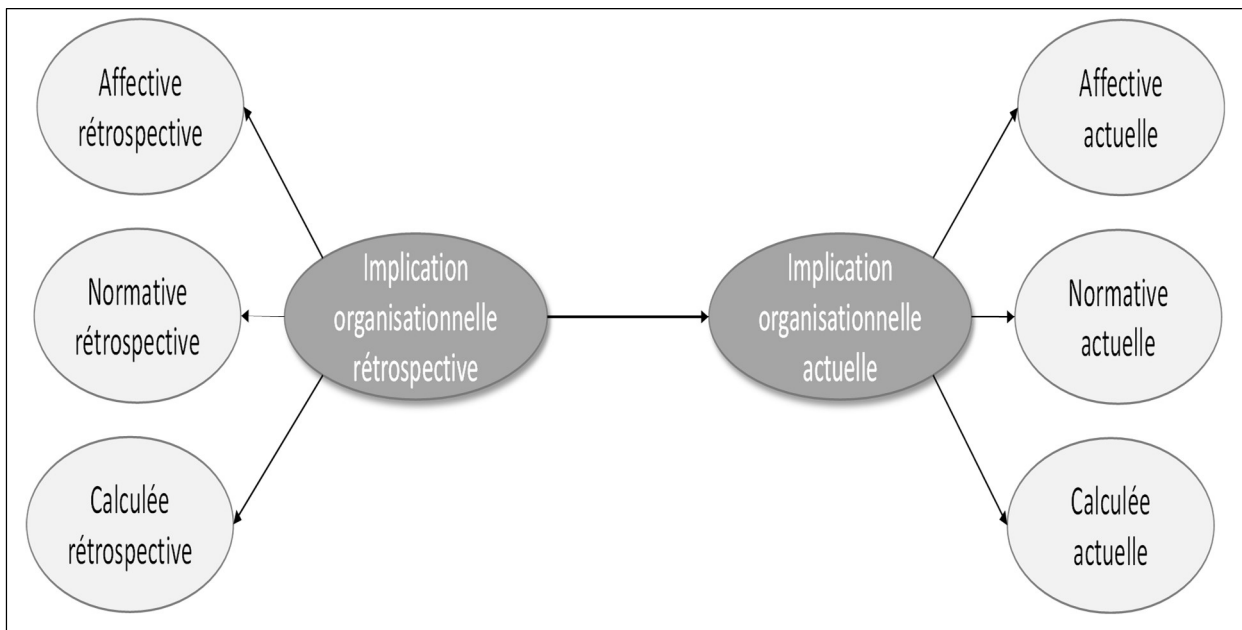 Affective
rétrospective
Normative
rétrospective
Calculée
rétrospective
Implication
organisationnelle
rétrospective
Implication
organisationnelle
actuelle
Affective
actuelle
Normative
actuelle
Calculée
actuelle